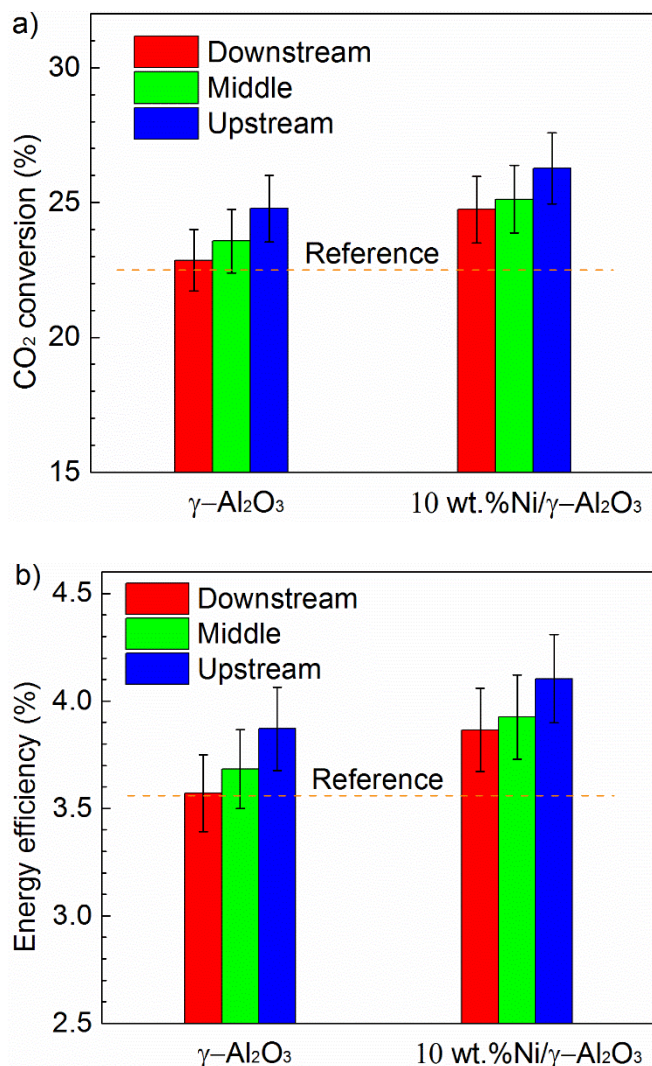 a)
Downstream
Middle
Upstream
Reference
CO₂ conversion (%)
30
25
20
15
γ–Al₂O₃
10 wt.%Ni/γ–Al₂O₃
b)
Downstream
Middle
Upstream
Reference
Energy efficiency (%)
4.5
4.0
3.5
3.0
2.5
γ–Al₂O₃
10 wt.%Ni/γ–Al₂O₃